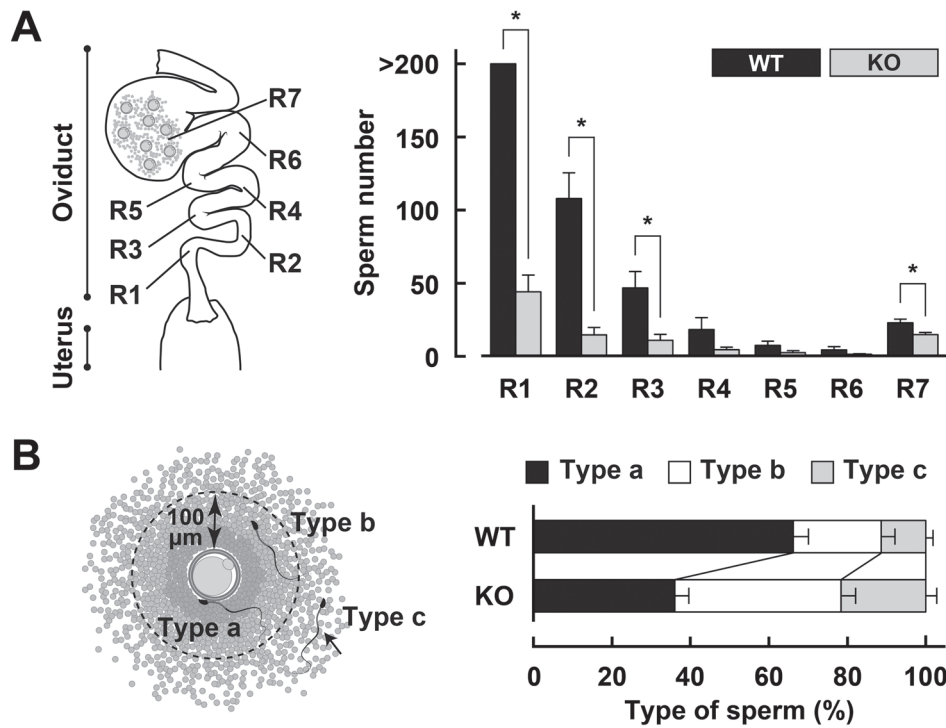 A
Oviduct
Uterus
R7
R6
R5
R4
R3
R2
R1
Sperm number
>200
150
100
50
0
*
*
*
*
WT
KO
R1
R2
R3
R4
R5
R6
R7
B
100
µm
Type b
Type a
Type c
Type a
Type b
Type c
WT
KO
0
20
40
60
80
100
Type of sperm (%)